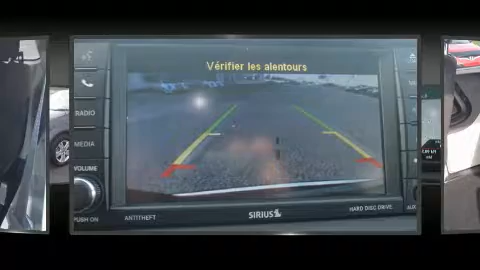 Vérifier les alentours
RADIO
MEDIA
VOLUME
PUSH ON
ANTITHEFT
SIRIUS
HARD DISC DRIVE